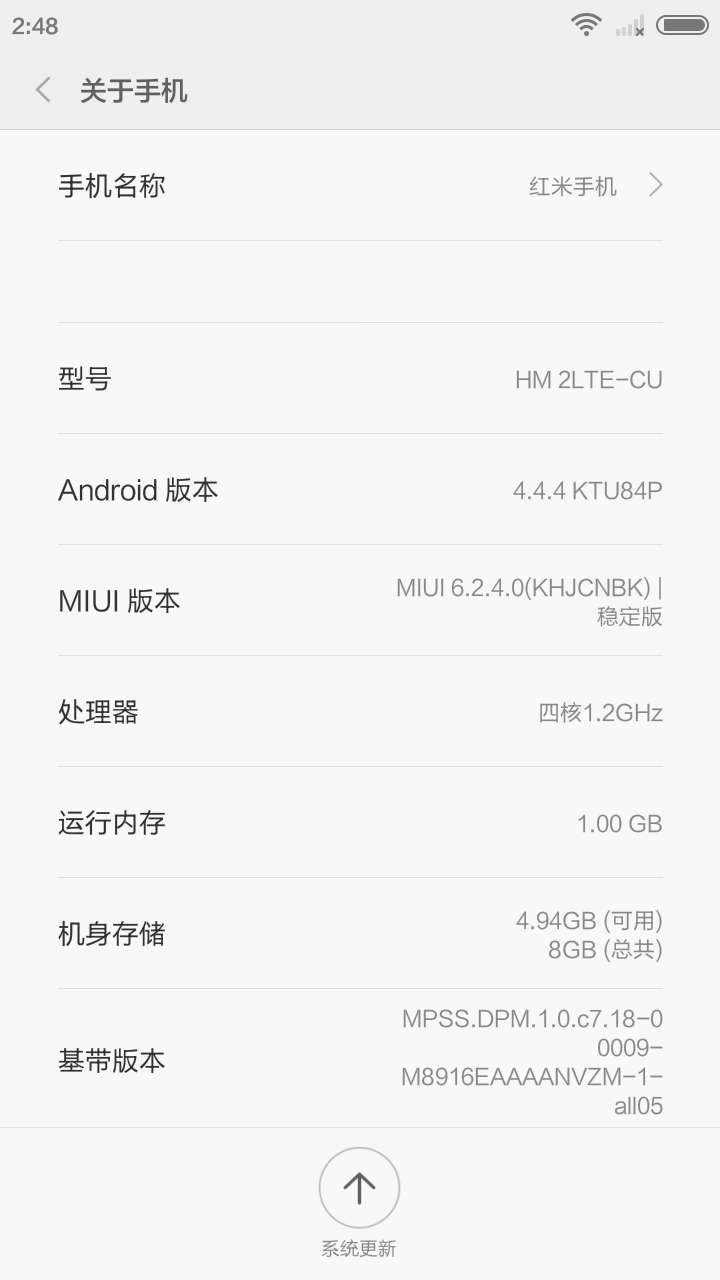 2:48
关于手机
手机名称
红米手机
型号
HM 2LTE-CU
Android 版本
4.4.4 KTU84P
MIUI 版本
MIUI 6.2.4.0(KHJCNBK) |
稳定版
处理器
四核1.2GHz
运行内存
1.00 GB
机身存储
4.94GB (可用)
8GB (总共)
基带版本
MPSS.DPM.1.0.c7.18-0
0009-
M8916EAAAANVZM-1-
all05
系统更新